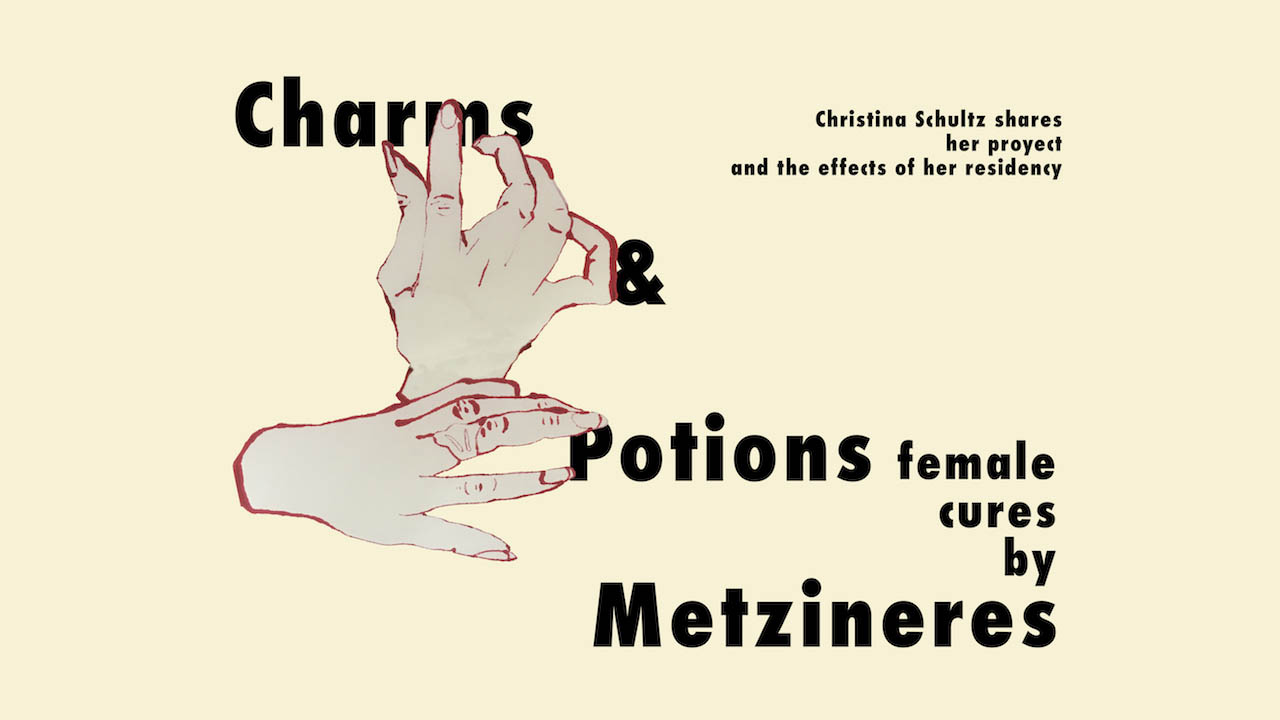 Charms
Christina Schultz shares
her proyect
and the effects of her residency
&
Potions female
cures
by
Metzineres